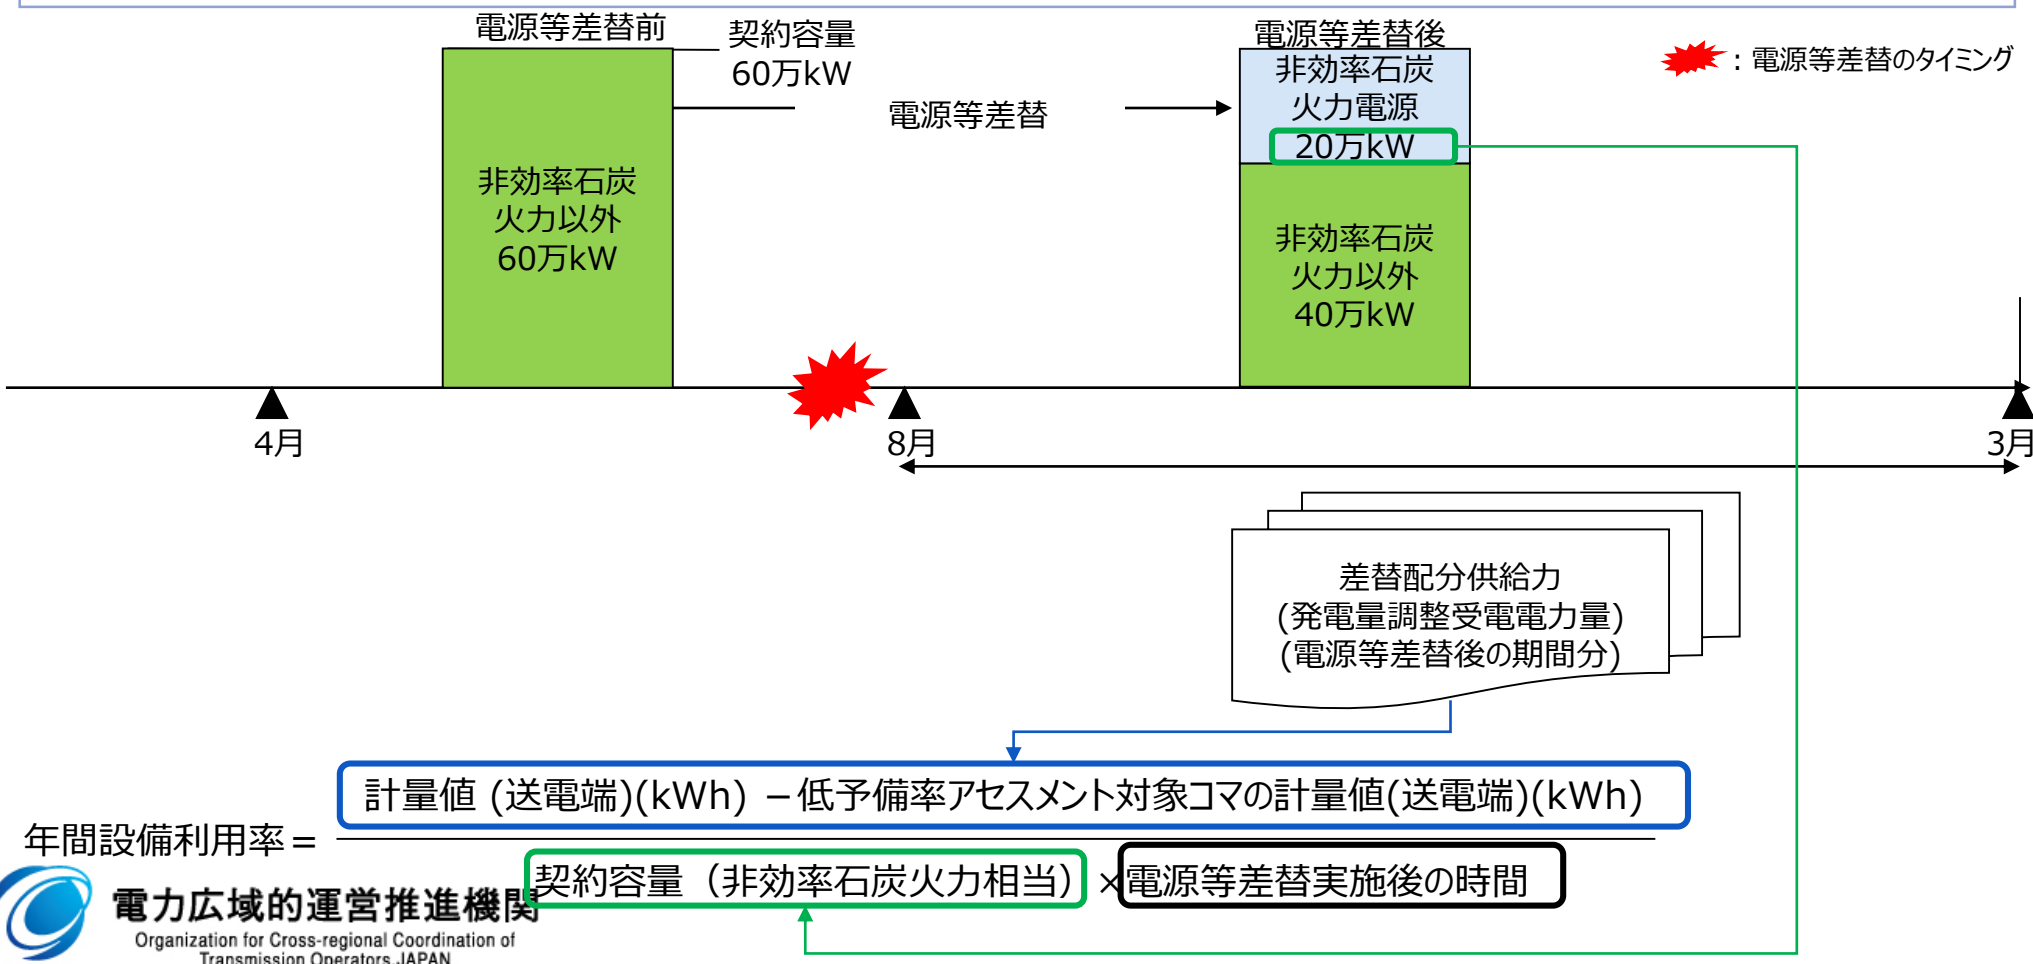 電源等差替前
契約容量
60万kW
電源等差替後
：電源等差替のタイミング
電源等差替
非効率石炭
火力以外
60万kW
非効率石炭
火力電源
20万kW
非効率石炭
火力以外
40万kW
4月
8月
3月
差替配分供給力
(発電量調整受電電力量)
(電源等差替後の期間分)
年間設備利用率＝
計量値 (送電端)(kWh) －低予備率アセスメント対象コマの計量値(送電端)(kWh)
契約容量（非効率石炭火力相当）×電源等差替実施後の時間
電力広域的運営推進機関
Organization for Cross-regional Coordination of
Transmission Operators,JAPAN